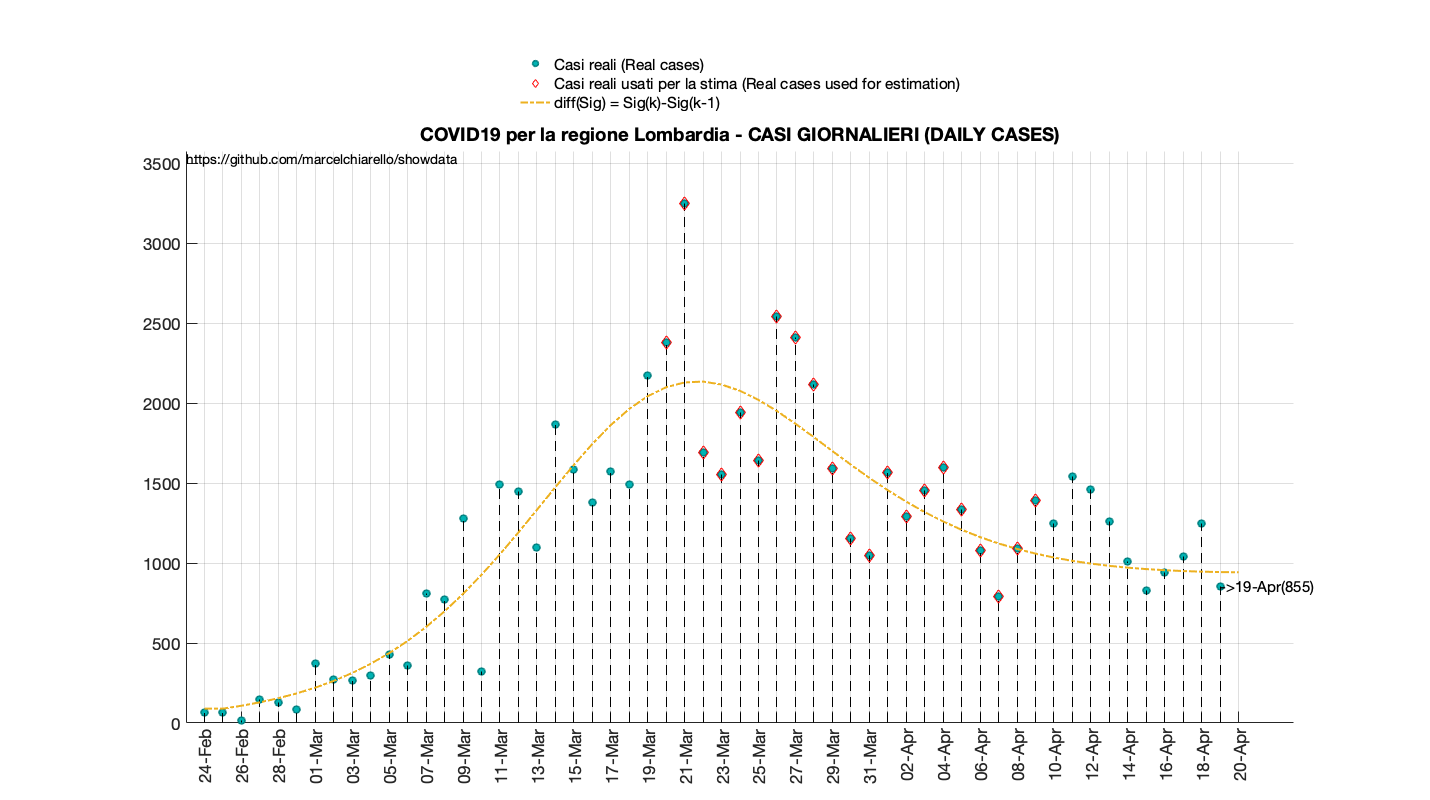 Casi reali (Real cases)
Casi reali usati per la stima (Real cases used for estimation)
diff(Sig) = Sig(k)-Sig(k-1)
COVID19 per la regione Lombardia - CASI GIORNALIERI (DAILY CASES)
https://github.com/marcelchiarello/showdata
3500
3000
2500
2000
1500
1000
500
0
->19-Apr(855)
24-Feb
26-Feb
28-Feb
01-Mar
03-Mar
05-Mar
07-Mar
09-Mar
11-Mar
13-Mar
15-Mar
17-Mar
19-Mar
21-Mar
23-Mar
25-Mar
27-Mar
29-Mar
31-Mar
02-Apr
04-Apr
06-Apr
08-Apr
10-Apr
12-Apr
14-Apr
16-Apr
18-Apr
20-Apr